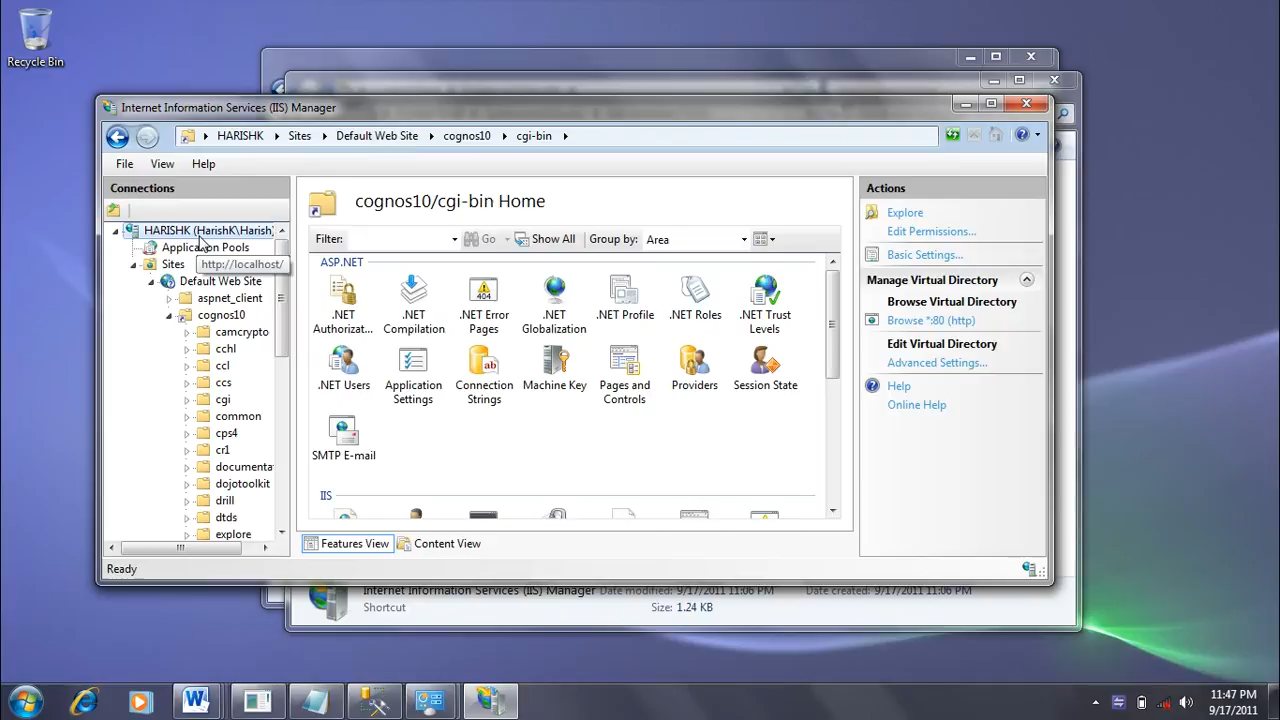 Recycle Bin
Internet Information Services (IIS) Manager
HARISHK
Sites
Default Web Site
cognos10
cgi-bin
File
View
Help
Connections
HARISHK (HarishK\Harish)
Application Pools
http://localhost/
Sites
Default Web Site
aspnet_client
cognos10
camcrypto
cchl
ccl
ccs
cgi
common
cps4
cr1
documenta
dojotoolkit
drill
dtds
explore
cognos10/cgi-bin Home
Filter:
Go
Show All
Group by:
Area
ASP.NET
.NET Authorizat...
.NET Compilation
.NET Error Pages
.NET Globalization
.NET Profile
.NET Roles
.NET Trust Levels
.NET Users
Application Settings
Connection Strings
Machine Key
Pages and Controls
Providers
Session State
SMTP E-mail
IIS
Features View
Content View
Actions
Explore
Edit Permissions...
Basic Settings...
Manage Virtual Directory
Browse Virtual Directory
Browse *:80 (http)
Edit Virtual Directory
Advanced Settings...
Help
Online Help
Ready
Internet Information Services (IIS) Manager Date modified: 9/17/2011 11:06 PM Date created: 9/17/2011 11:06 PM
Shortcut Size: 1.24 KB
11:47 PM
9/17/2011